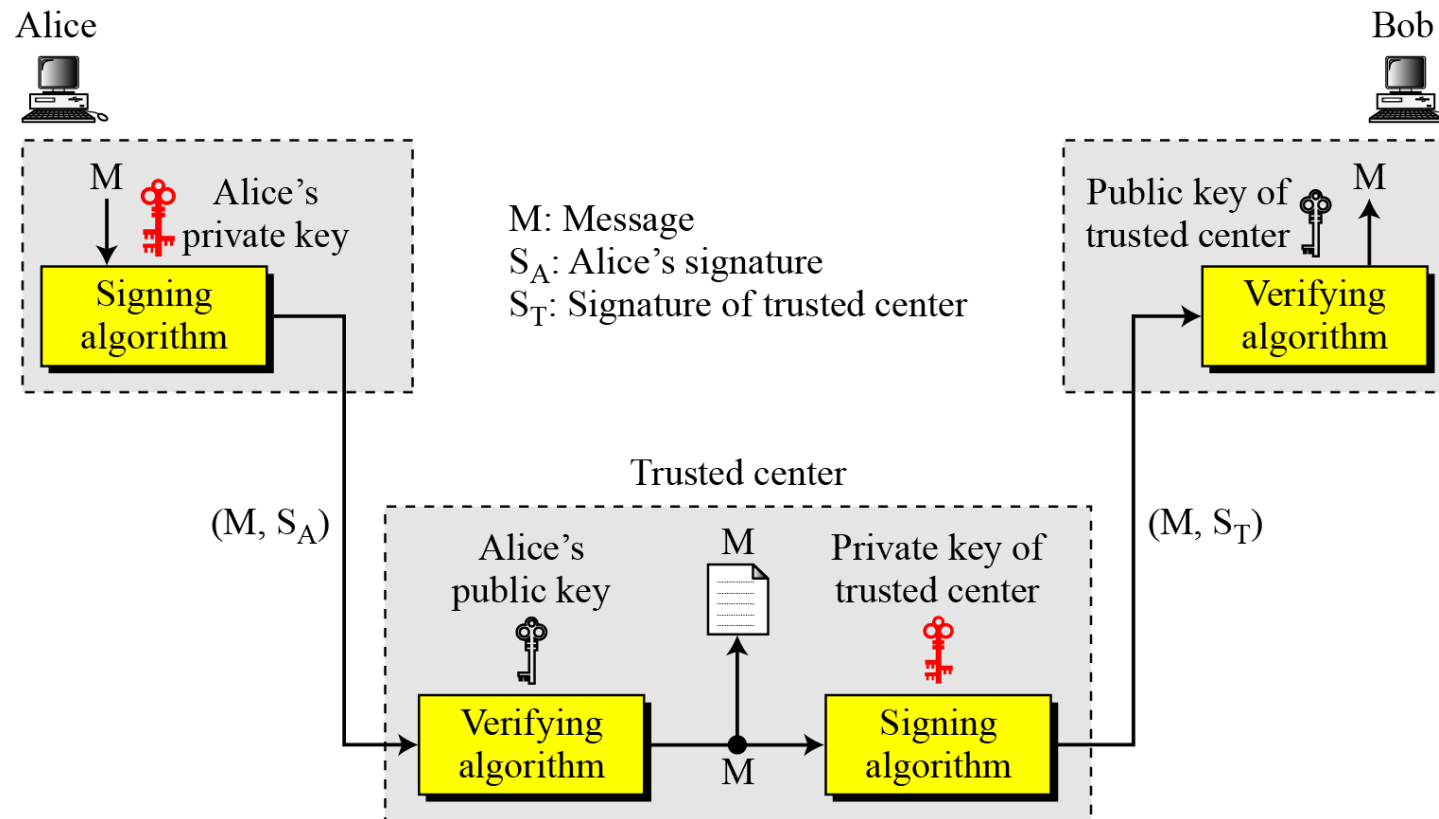 Alice
Bob
M
Alice’s
private key
Signing
algorithm
M: Message
S_A: Alice’s signature
S_T: Signature of trusted center
Public key of
trusted center
M
Verifying
algorithm
(M, S_A)
Trusted center
(M, S_T)
Alice’s
public key
M
Private key of
trusted center
Verifying
algorithm
M
Signing
algorithm